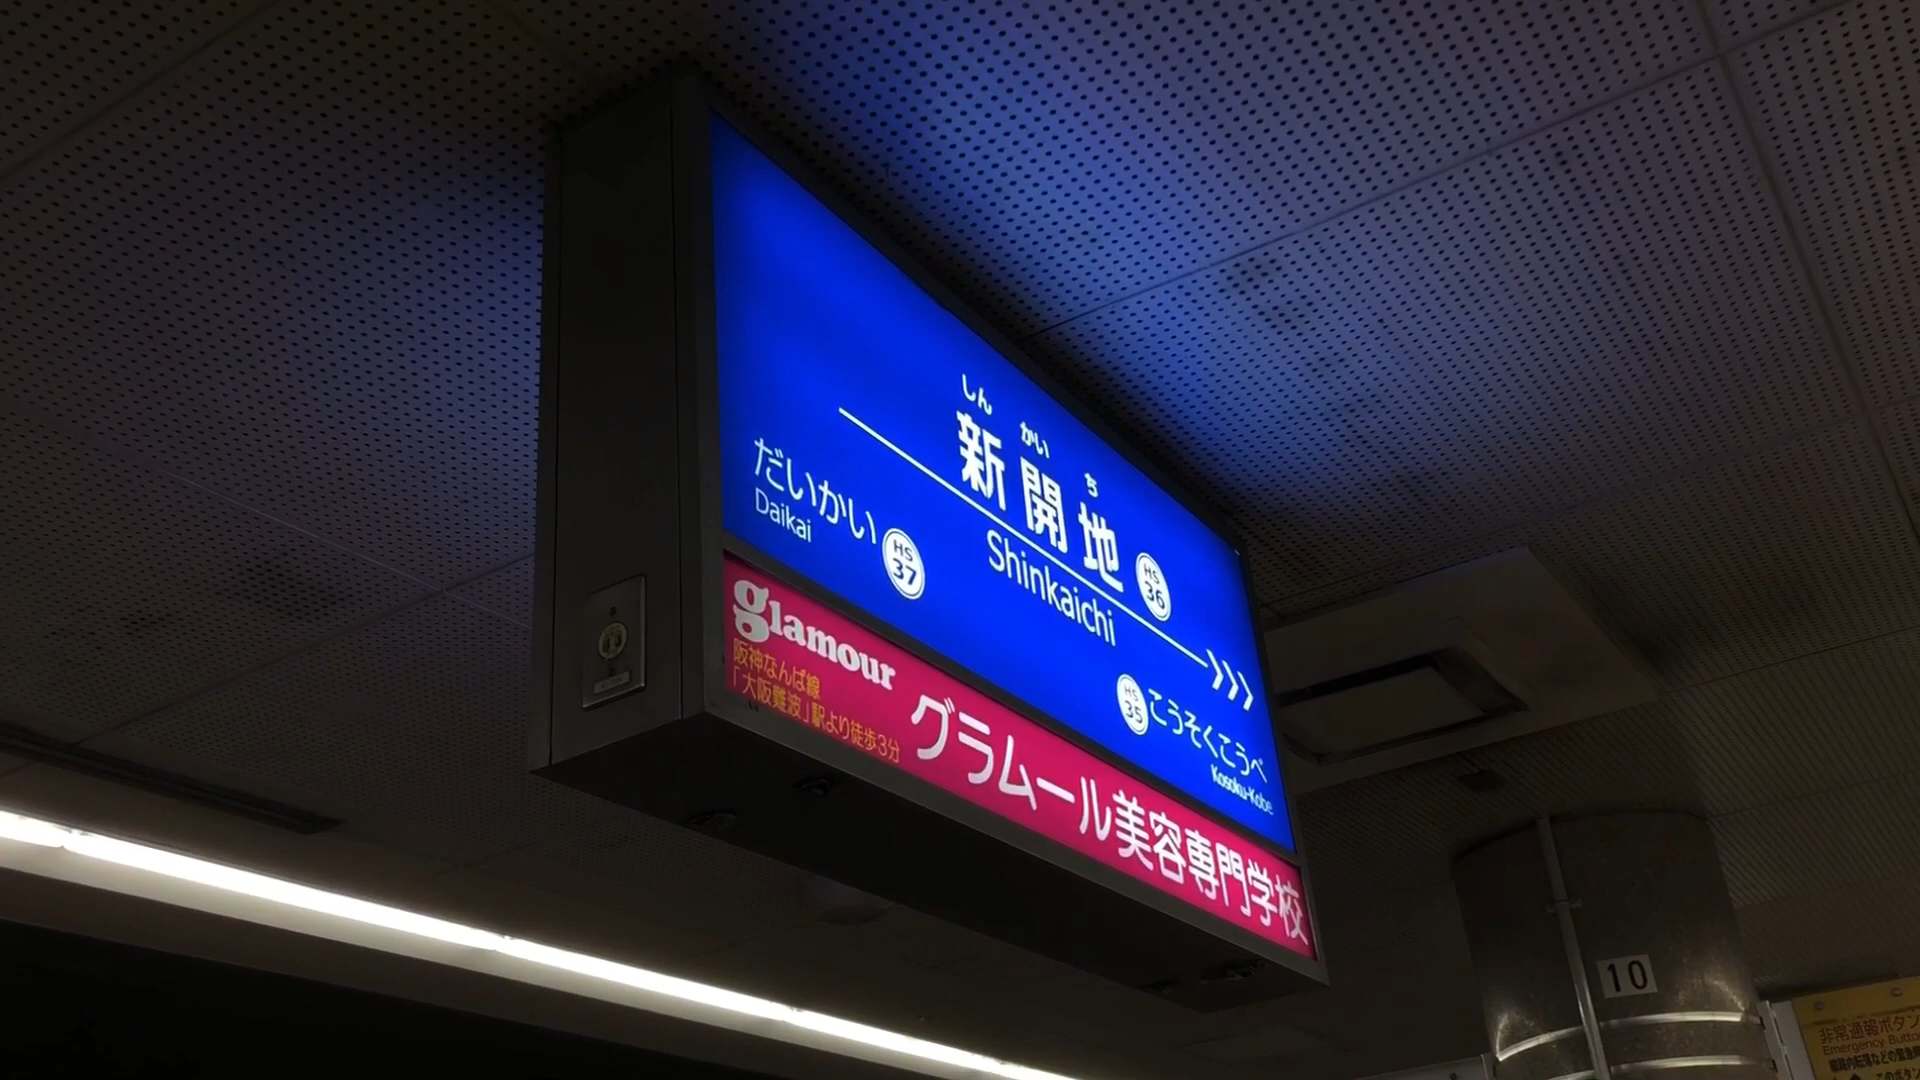 しん かい ち
新開地
HS
36
Shinkaichi
だいかい
Daikai
HS
37
HS
35
こうそくこうべ
Kosoku-Kobe
glamour
阪神なんば線
「大阪難波」駅より徒歩3分
グラムール美容専門学校
10
非常通報ボタン
Emergency Button